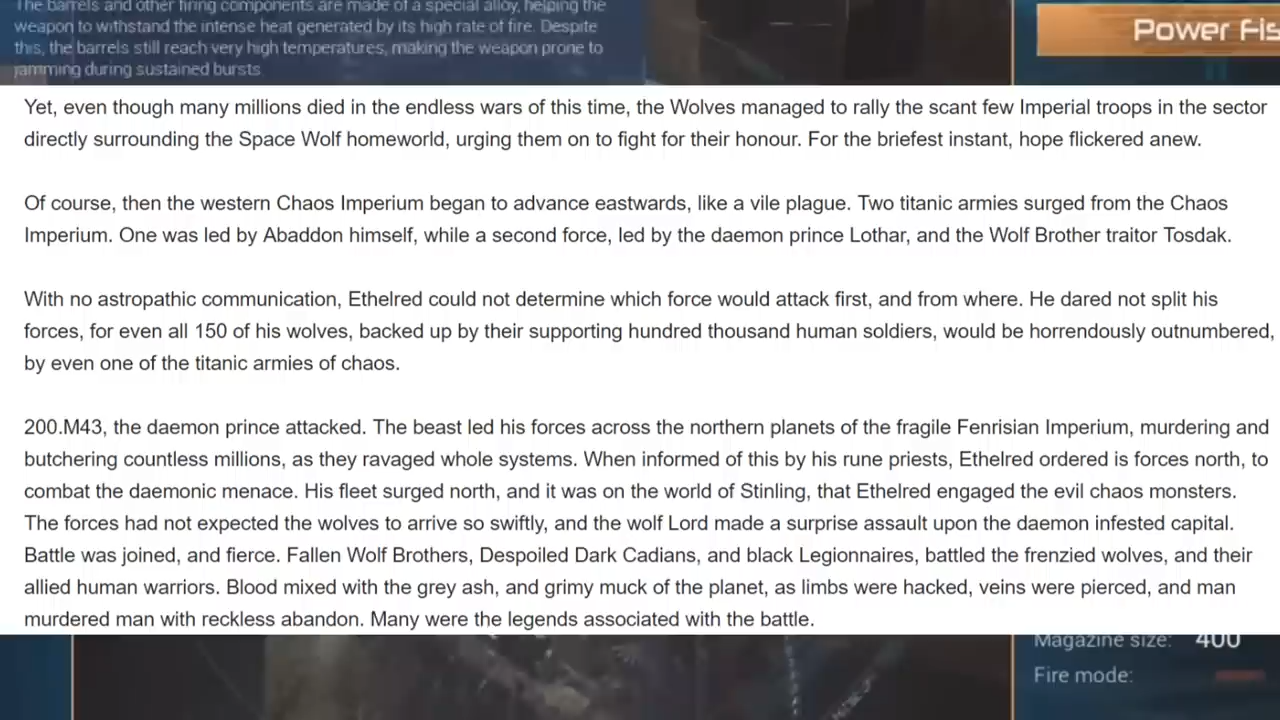 The barrels and other firing components are made of a special alloy, helping the
weapon to withstand the intense heat generated by its high rate of fire. Despite
this, the barrels still reach very high temperatures, making the weapon prone to
jamming during sustained bursts
Power Fis
Yet, even though many millions died in the endless wars of this time, the Wolves managed to rally the scant few Imperial troops in the sector
directly surrounding the Space Wolf homeworld, urging them on to fight for their honour. For the briefest instant, hope flickered anew.
Of course, then the western Chaos Imperium began to advance eastwards, like a vile plague. Two titanic armies surged from the Chaos
Imperium. One was led by Abaddon himself, while a second force, led by the daemon prince Lothar, and the Wolf Brother traitor Tosdak.
With no astropathic communication, Ethelred could not determine which force would attack first, and from where. He dared not split his
forces, for even all 150 of his wolves, backed up by their supporting hundred thousand human soldiers, would be horrendously outnumbered,
by even one of the titanic armies of chaos.
200.M43, the daemon prince attacked. The beast led his forces across the northern planets of the fragile Fenrisian Imperium, murdering and
butchering countless millions, as they ravaged whole systems. When informed of this by his rune priests, Ethelred ordered is forces north, to
combat the daemonic menace. His fleet surged north, and it was on the world of Stinling, that Ethelred engaged the evil chaos monsters.
The forces had not expected the wolves to arrive so swiftly, and the wolf Lord made a surprise assault upon the daemon infested capital.
Battle was joined, and fierce. Fallen Wolf Brothers, Despoiled Dark Cadians, and black Legionnaires, battled the frenzied wolves, and their
allied human warriors. Blood mixed with the grey ash, and grimy muck of the planet, as limbs were hacked, veins were pierced, and man
murdered man with reckless abandon. Many were the legends associated with the battle.
Magazine size: 400
Fire mode: